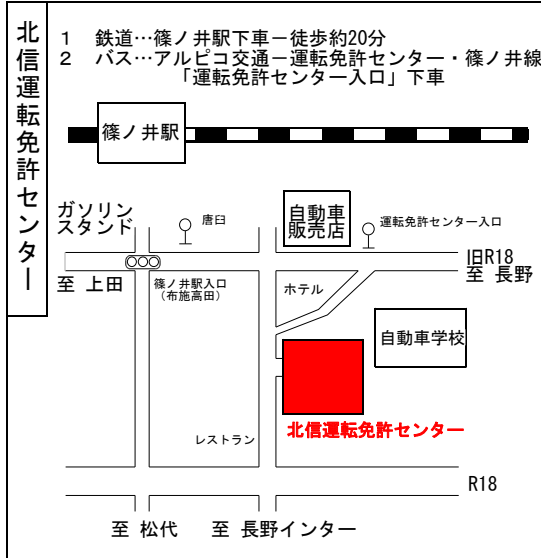 北信運転免許センター
1　鉄道…篠ノ井駅下車－徒歩約20分
2　バス…アルピコ交通－運転免許センター・篠ノ井線
「運転免許センター入口」下車
篠ノ井駅
ガソリン
スタンド
唐臼
自動車
販売店
運転免許センター入口
旧R18
至 長野
至 上田
篠ノ井駅入口
（布施高田）
ホテル
自動車学校
北信運転免許センター
レストラン
R18
至 松代
至 長野インター